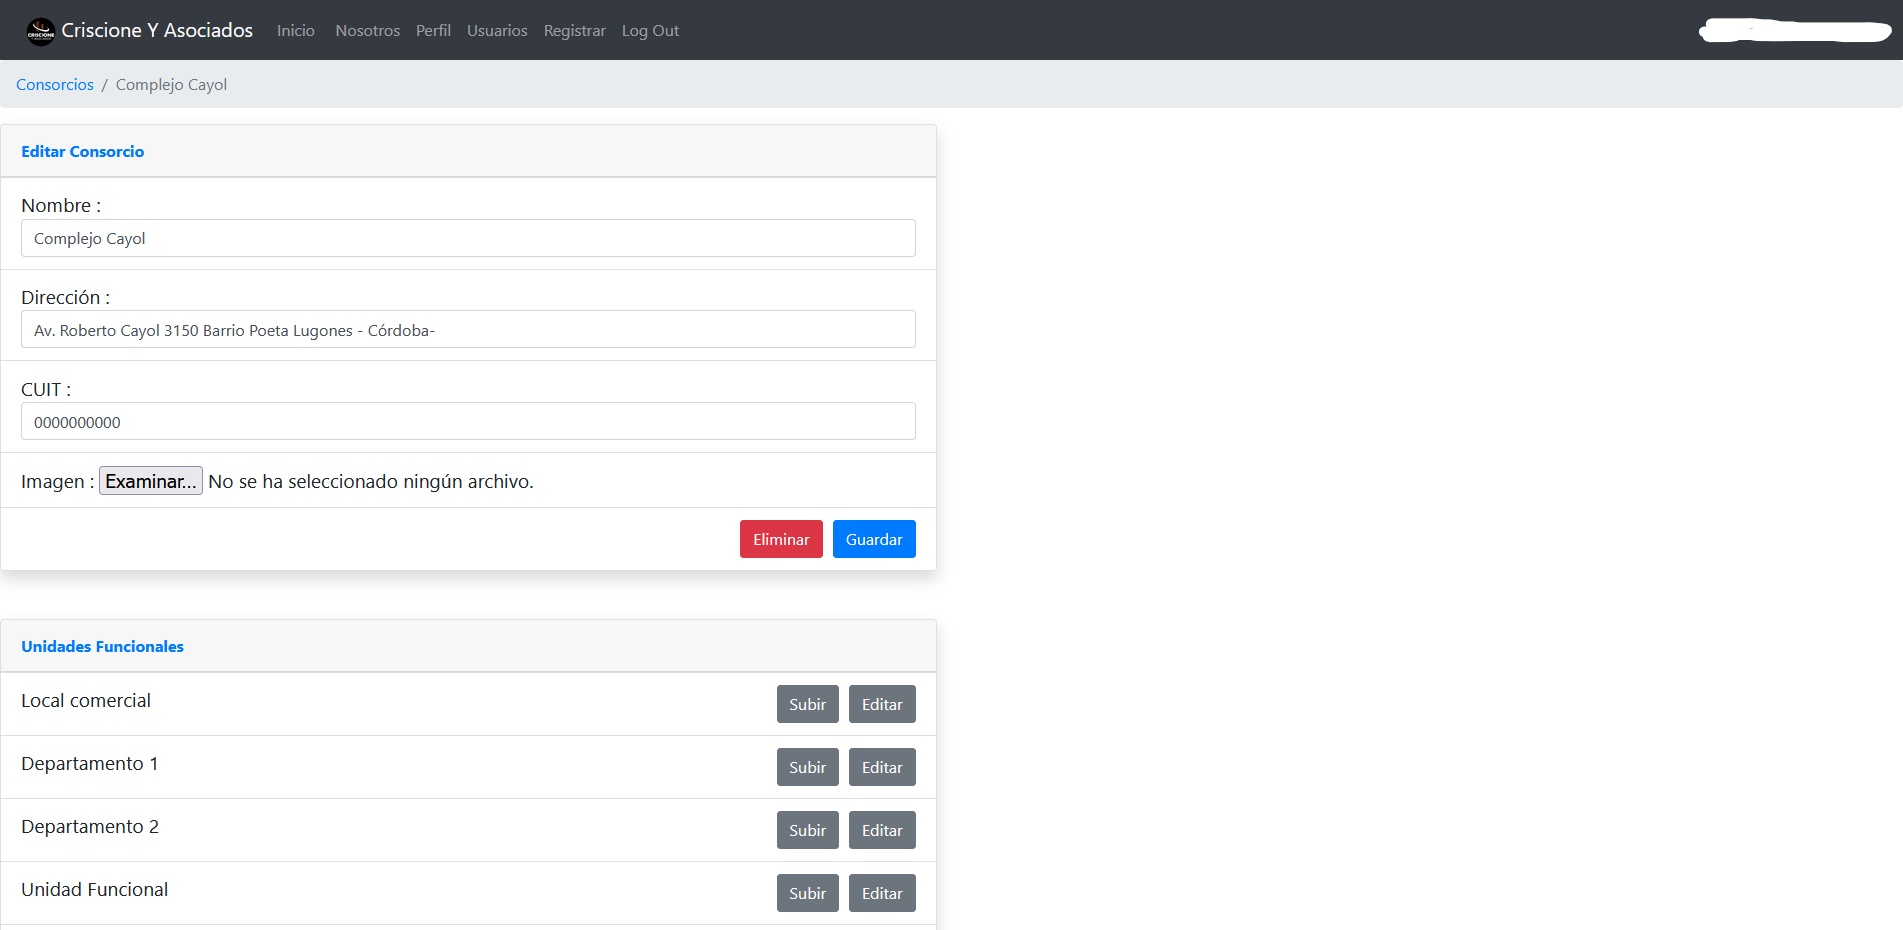 CRISCIONE
Criscione Y Asociados Inicio Nosotros Perfil Usuarios Registrar Log Out
Consorcios / Complejo Cayol
Editar Consorcio
Nombre :
Complejo Cayol
Dirección :
Av. Roberto Cayol 3150 Barrio Poeta Lugones - Córdoba-
CUIT :
0000000000
Imagen : Examinar... No se ha seleccionado ningún archivo.
Eliminar Guardar
Unidades Funcionales
Local comercial Subir Editar
Departamento 1 Subir Editar
Departamento 2 Subir Editar
Unidad Funcional Subir Editar